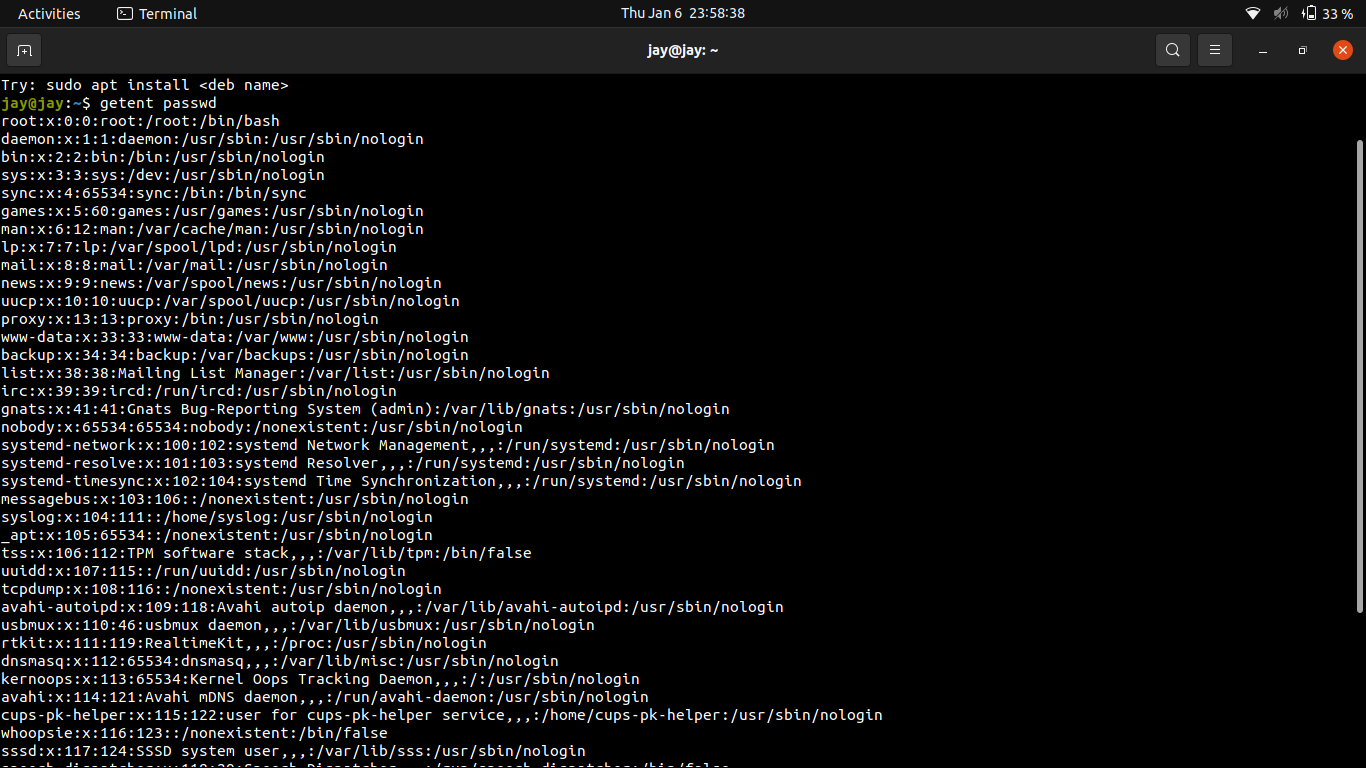 Activities Terminal Thu Jan 6 23:58:38 33 %
jay@jay: ~
Try: sudo apt install <deb name>
jay@jay:~$ getent passwd
root:x:0:0:root:/root:/bin/bash
daemon:x:1:1:daemon:/usr/sbin:/usr/sbin/nologin
bin:x:2:2:bin:/bin:/usr/sbin/nologin
sys:x:3:3:sys:/dev:/usr/sbin/nologin
sync:x:4:65534:sync:/bin:/bin/sync
games:x:5:60:games:/usr/games:/usr/sbin/nologin
man:x:6:12:man:/var/cache/man:/usr/sbin/nologin
lp:x:7:7:lp:/var/spool/lpd:/usr/sbin/nologin
mail:x:8:8:mail:/var/mail:/usr/sbin/nologin
news:x:9:9:news:/var/spool/news:/usr/sbin/nologin
uucp:x:10:10:uucp:/var/spool/uucp:/usr/sbin/nologin
proxy:x:13:13:proxy:/bin:/usr/sbin/nologin
www-data:x:33:33:www-data:/var/www:/usr/sbin/nologin
backup:x:34:34:backup:/var/backups:/usr/sbin/nologin
list:x:38:38:Mailing List Manager:/var/list:/usr/sbin/nologin
irc:x:39:39:ircd:/run/ircd:/usr/sbin/nologin
gnats:x:41:41:Gnats Bug-Reporting System (admin):/var/lib/gnats:/usr/sbin/nologin
nobody:x:65534:65534:nobody:/nonexistent:/usr/sbin/nologin
systemd-network:x:100:102:systemd Network Management,,,:/run/systemd:/usr/sbin/nologin
systemd-resolve:x:101:103:systemd Resolver,,,:/run/systemd:/usr/sbin/nologin
systemd-timesync:x:102:104:systemd Time Synchronization,,,:/run/systemd:/usr/sbin/nologin
messagebus:x:103:106::/nonexistent:/usr/sbin/nologin
syslog:x:104:111::/home/syslog:/usr/sbin/nologin
_apt:x:105:65534::/nonexistent:/usr/sbin/nologin
tss:x:106:112:TPM software stack,,,:/var/lib/tpm:/bin/false
uuidd:x:107:115::/run/uuidd:/usr/sbin/nologin
tcpdump:x:108:116::/nonexistent:/usr/sbin/nologin
avahi-autoipd:x:109:118:Avahi autoip daemon,,,:/var/lib/avahi-autoipd:/usr/sbin/nologin
usbmux:x:110:46:usbmux daemon,,,:/var/lib/usbmux:/usr/sbin/nologin
rtkit:x:111:119:RealtimeKit,,,:/proc:/usr/sbin/nologin
dnsmasq:x:112:65534:dnsmasq,,,:/var/lib/misc:/usr/sbin/nologin
kernoops:x:113:65534:Kernel Oops Tracking Daemon,,,:/:/usr/sbin/nologin
avahi:x:114:121:Avahi mDNS daemon,,,:/run/avahi-daemon:/usr/sbin/nologin
cups-pk-helper:x:115:122:user for cups-pk-helper service,,,:/home/cups-pk-helper:/usr/sbin/nologin
whoopsie:x:116:123::/nonexistent:/bin/false
sssd:x:117:124:SSSD system user,,,:/var/lib/sss:/usr/sbin/nologin